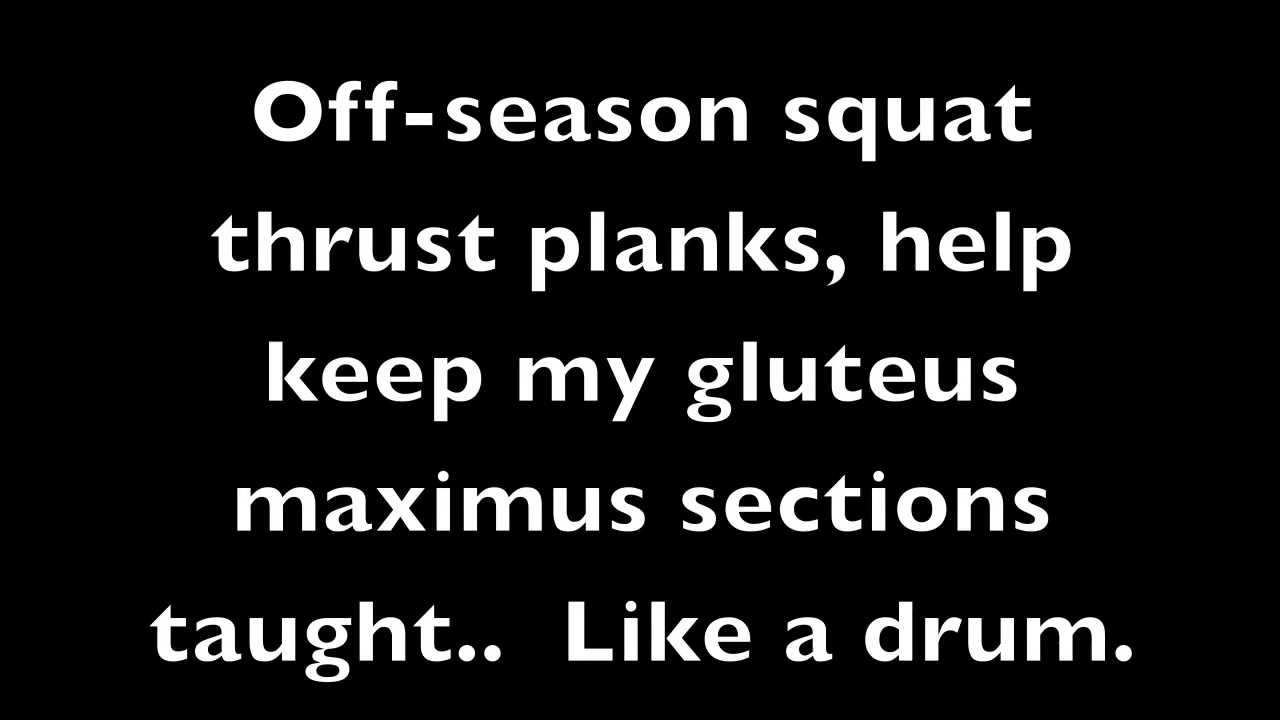 Off-season squat
thrust planks, help
keep my gluteus
maximus sections
taught..  Like a drum.